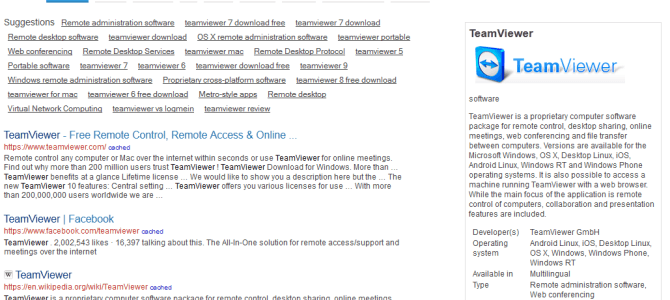 Suggestions Remote administration software teamviewer 7 download free teamviewer 7 download
Remote desktop software teamviewer download OS X remote administration software teamviewer portable
Web conferencing Remote Desktop Services teamviewer mac Remote Desktop Protocol teamviewer 5
Portable software teamviewer 7 teamviewer 6 teamviewer download free teamviewer 9
Windows remote administration software Proprietary cross-platform software teamviewer 8 free download
teamviewer for mac teamviewer 6 free download Metro-style apps Remote desktop
Virtual Network Computing teamviewer vs logmein teamviewer review
TeamViewer - Free Remote Control, Remote Access & Online ...
https://www.teamviewer.com/ cached
Remote control any computer or Mac over the internet within seconds or use TeamViewer for online meetings.
Find out why more than 200 million users trust TeamViewer ! TeamViewer Download for Windows. More than ...
TeamViewer benefits at a glance Lifetime license ... We would like to show you a description here but the ... The
new TeamViewer 10 features: Central setting ... TeamViewer offers you various licenses for use ... With more
than 200,000,000 users worldwide we are ...
TeamViewer | Facebook
https://www.facebook.com/teamviewer cached
TeamViewer . 2,002,543 likes · 16,397 talking about this. The All-In-One solution for remote access/support and
meetings over the internet
W TeamViewer
https://en.wikipedia.org/wiki/TeamViewer cached
TeamViewer is a proprietary computer software package for remote control, desktop sharing, online meetings,
TeamViewer
TeamViewer
software
TeamViewer is a proprietary computer software
package for remote control, desktop sharing, online
meetings, web conferencing and file transfer
between computers. Versions are available for the
Microsoft Windows, OS X, Desktop Linux, iOS,
Android Linux, Windows RT and Windows Phone
operating systems. It is also possible to access a
machine running TeamViewer with a web browser.
While the main focus of the application is remote
control of computers, collaboration and presentation
features are included.
Developer(s) TeamViewer GmbH
Operating system Android Linux, iOS, Desktop Linux,
OS X, Windows, Windows Phone,
Windows RT
Available in Multilingual
Type Remote administration software,
Web conferencing